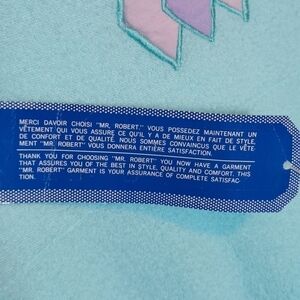 MERCI DAVOIR CHOISI "MR. ROBERT." VOUS POSSEDEZ MAINTENANT UN
VÊTEMENT QUI VOUS ASSURE CE QU'IL Y A DE MIEUX EN FAIT DE STYLE,
DE CONFORT ET DE QUALITÉ. NOUS SOMMES CONVAINCUS QUE LE VÊTE-
MENT "MR. ROBERT" VOUS DONNERA ENTIÈRE SATISFACTION.
THANK YOU FOR CHOOSING "MR. ROBERT" YOU NOW HAVE A GARMENT
THAT ASSURES YOU OF THE BEST IN STYLE, QUALITY AND COMFORT. THIS
"MR. ROBERT" GARMENT IS YOUR ASSURANCE OF COMPLETE SATISFAC-
TION.